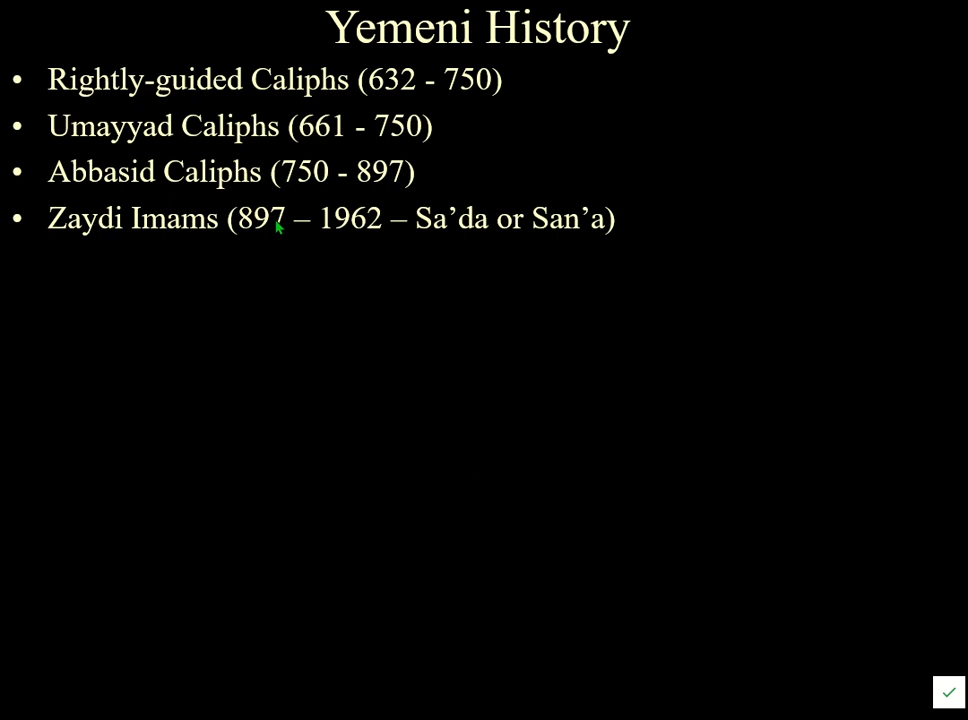 Yemeni History
• Rightly-guided Caliphs (632 - 750)
• Umayyad Caliphs (661 - 750)
• Abbasid Caliphs (750 - 897)
• Zaydi Imams (897 – 1962 – Sa’da or San’a)